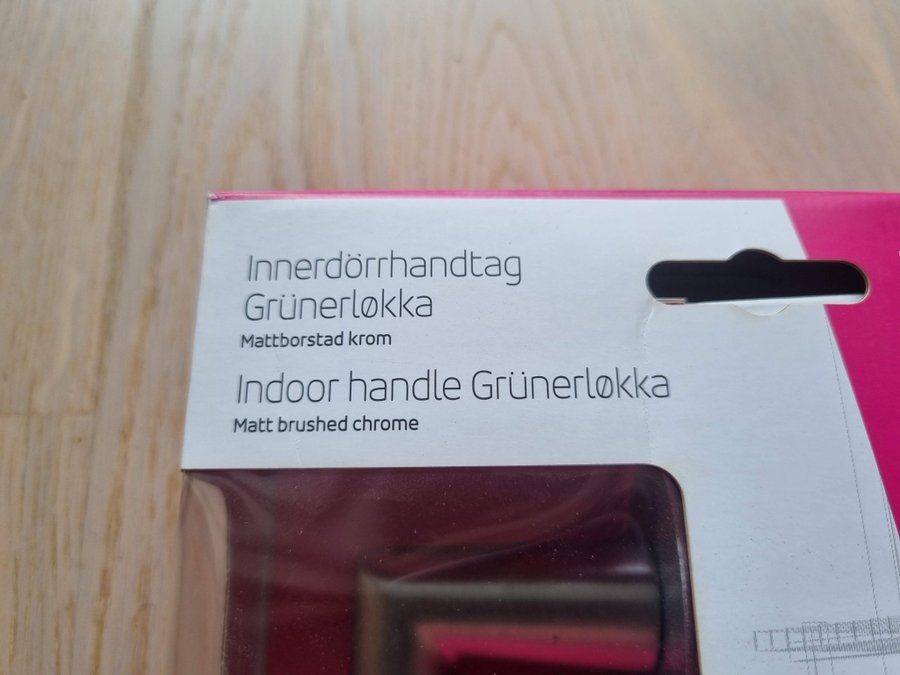 Innerdörrhandtag
Grünerløkka
Mattborstad krom
Indoor handle Grünerløkka
Matt brushed chrome